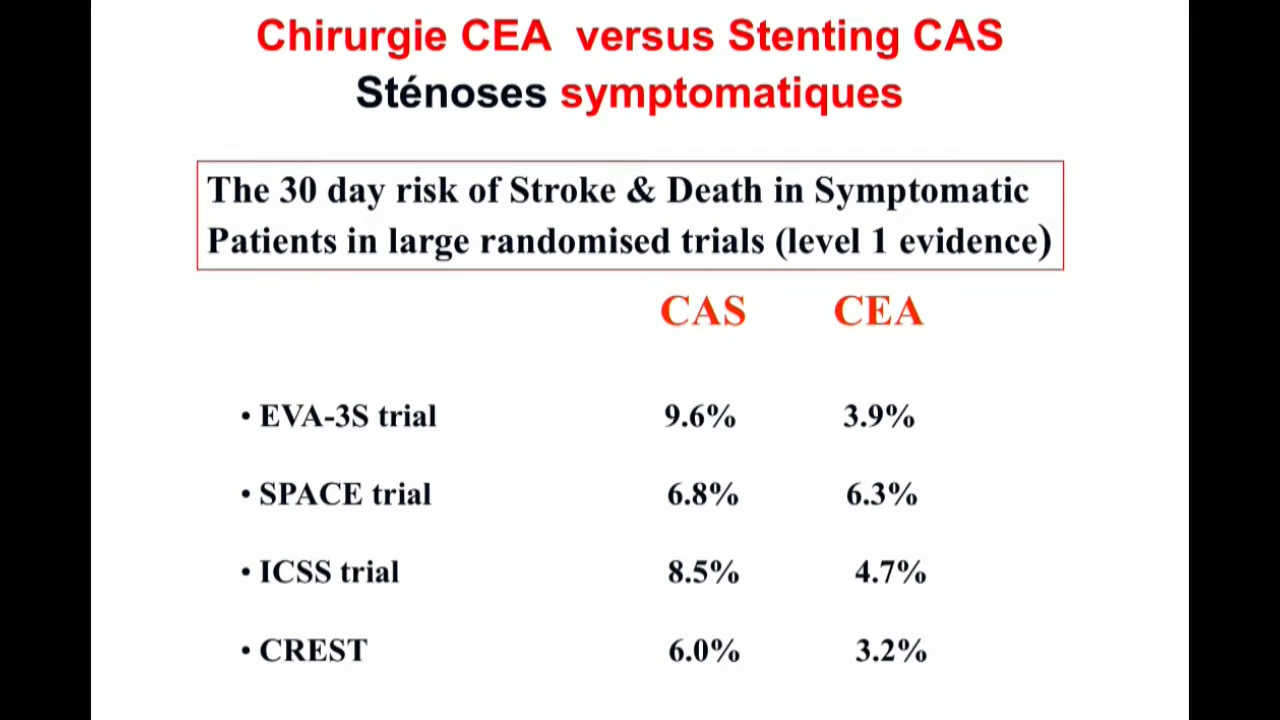 Chirurgie CEA versus Stenting CAS
Sténoses symptomatiques
The 30 day risk of Stroke & Death in Symptomatic
Patients in large randomised trials (level 1 evidence)
CAS CEA
• EVA-3S trial 9.6% 3.9%
• SPACE trial 6.8% 6.3%
• ICSS trial 8.5% 4.7%
• CREST 6.0% 3.2%